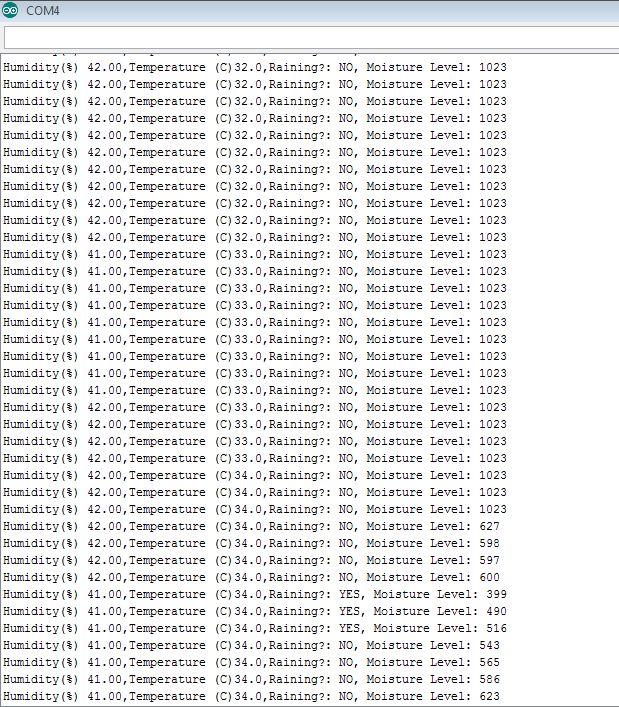 COM4
Humidity(%) 42.00,Temperature (C)32.0,Raining?: NO, Moisture Level: 1023
Humidity(%) 42.00,Temperature (C)32.0,Raining?: NO, Moisture Level: 1023
Humidity(%) 42.00,Temperature (C)32.0,Raining?: NO, Moisture Level: 1023
Humidity(%) 42.00,Temperature (C)32.0,Raining?: NO, Moisture Level: 1023
Humidity(%) 42.00,Temperature (C)32.0,Raining?: NO, Moisture Level: 1023
Humidity(%) 42.00,Temperature (C)32.0,Raining?: NO, Moisture Level: 1023
Humidity(%) 42.00,Temperature (C)32.0,Raining?: NO, Moisture Level: 1023
Humidity(%) 42.00,Temperature (C)32.0,Raining?: NO, Moisture Level: 1023
Humidity(%) 42.00,Temperature (C)32.0,Raining?: NO, Moisture Level: 1023
Humidity(%) 42.00,Temperature (C)32.0,Raining?: NO, Moisture Level: 1023
Humidity(%) 42.00,Temperature (C)32.0,Raining?: NO, Moisture Level: 1023
Humidity(%) 41.00,Temperature (C)33.0,Raining?: NO, Moisture Level: 1023
Humidity(%) 41.00,Temperature (C)33.0,Raining?: NO, Moisture Level: 1023
Humidity(%) 41.00,Temperature (C)33.0,Raining?: NO, Moisture Level: 1023
Humidity(%) 41.00,Temperature (C)33.0,Raining?: NO, Moisture Level: 1023
Humidity(%) 41.00,Temperature (C)33.0,Raining?: NO, Moisture Level: 1023
Humidity(%) 41.00,Temperature (C)33.0,Raining?: NO, Moisture Level: 1023
Humidity(%) 41.00,Temperature (C)33.0,Raining?: NO, Moisture Level: 1023
Humidity(%) 41.00,Temperature (C)33.0,Raining?: NO, Moisture Level: 1023
Humidity(%) 41.00,Temperature (C)33.0,Raining?: NO, Moisture Level: 1023
Humidity(%) 42.00,Temperature (C)33.0,Raining?: NO, Moisture Level: 1023
Humidity(%) 42.00,Temperature (C)33.0,Raining?: NO, Moisture Level: 1023
Humidity(%) 42.00,Temperature (C)33.0,Raining?: NO, Moisture Level: 1023
Humidity(%) 42.00,Temperature (C)33.0,Raining?: NO, Moisture Level: 1023
Humidity(%) 42.00,Temperature (C)34.0,Raining?: NO, Moisture Level: 1023
Humidity(%) 42.00,Temperature (C)34.0,Raining?: NO, Moisture Level: 1023
Humidity(%) 42.00,Temperature (C)34.0,Raining?: NO, Moisture Level: 1023
Humidity(%) 42.00,Temperature (C)34.0,Raining?: NO, Moisture Level: 627
Humidity(%) 42.00,Temperature (C)34.0,Raining?: NO, Moisture Level: 598
Humidity(%) 42.00,Temperature (C)34.0,Raining?: NO, Moisture Level: 597
Humidity(%) 42.00,Temperature (C)34.0,Raining?: NO, Moisture Level: 600
Humidity(%) 41.00,Temperature (C)34.0,Raining?: YES, Moisture Level: 399
Humidity(%) 41.00,Temperature (C)34.0,Raining?: YES, Moisture Level: 490
Humidity(%) 41.00,Temperature (C)34.0,Raining?: YES, Moisture Level: 516
Humidity(%) 41.00,Temperature (C)34.0,Raining?: NO, Moisture Level: 543
Humidity(%) 41.00,Temperature (C)34.0,Raining?: NO, Moisture Level: 565
Humidity(%) 41.00,Temperature (C)34.0,Raining?: NO, Moisture Level: 586
Humidity(%) 41.00,Temperature (C)34.0,Raining?: NO, Moisture Level: 623